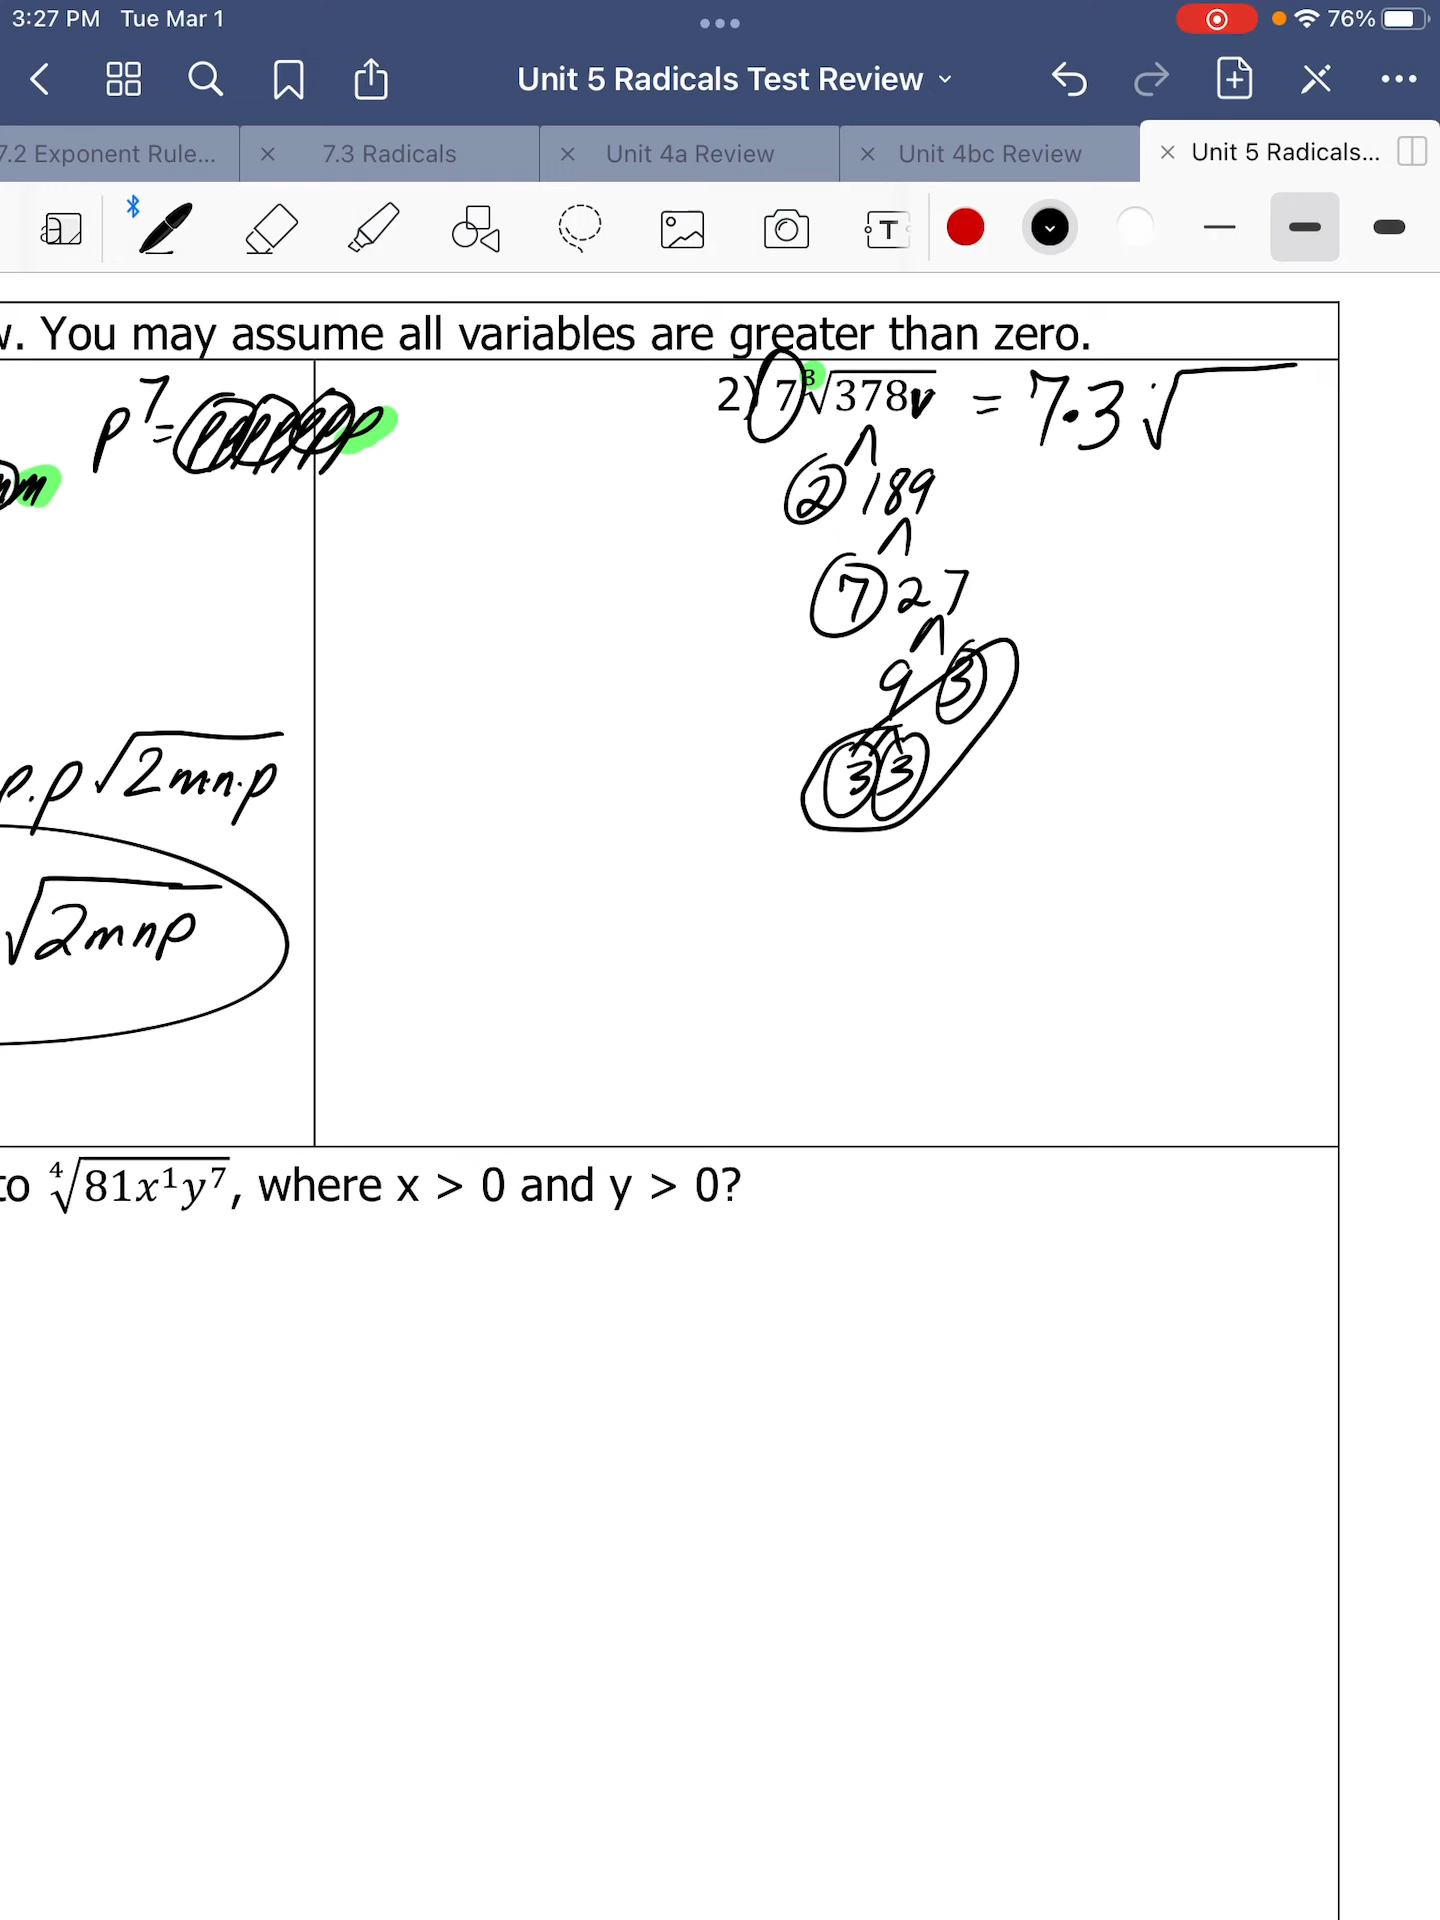 3:27 PM Tue Mar 1
76%
Unit 5 Radicals Test Review
7.2 Exponent Rule...
7.3 Radicals
Unit 4a Review
Unit 4bc Review
Unit 5 Radicals...
a
T
. You may assume all variables are greater than zero.
p⁷=
m
p.p √2m·n·p
√2mnp
2) 7∛378v = 7·3 √
2 189
7 27
9 3
3 3
to ∜81x¹y⁷, where x > 0 and y > 0?